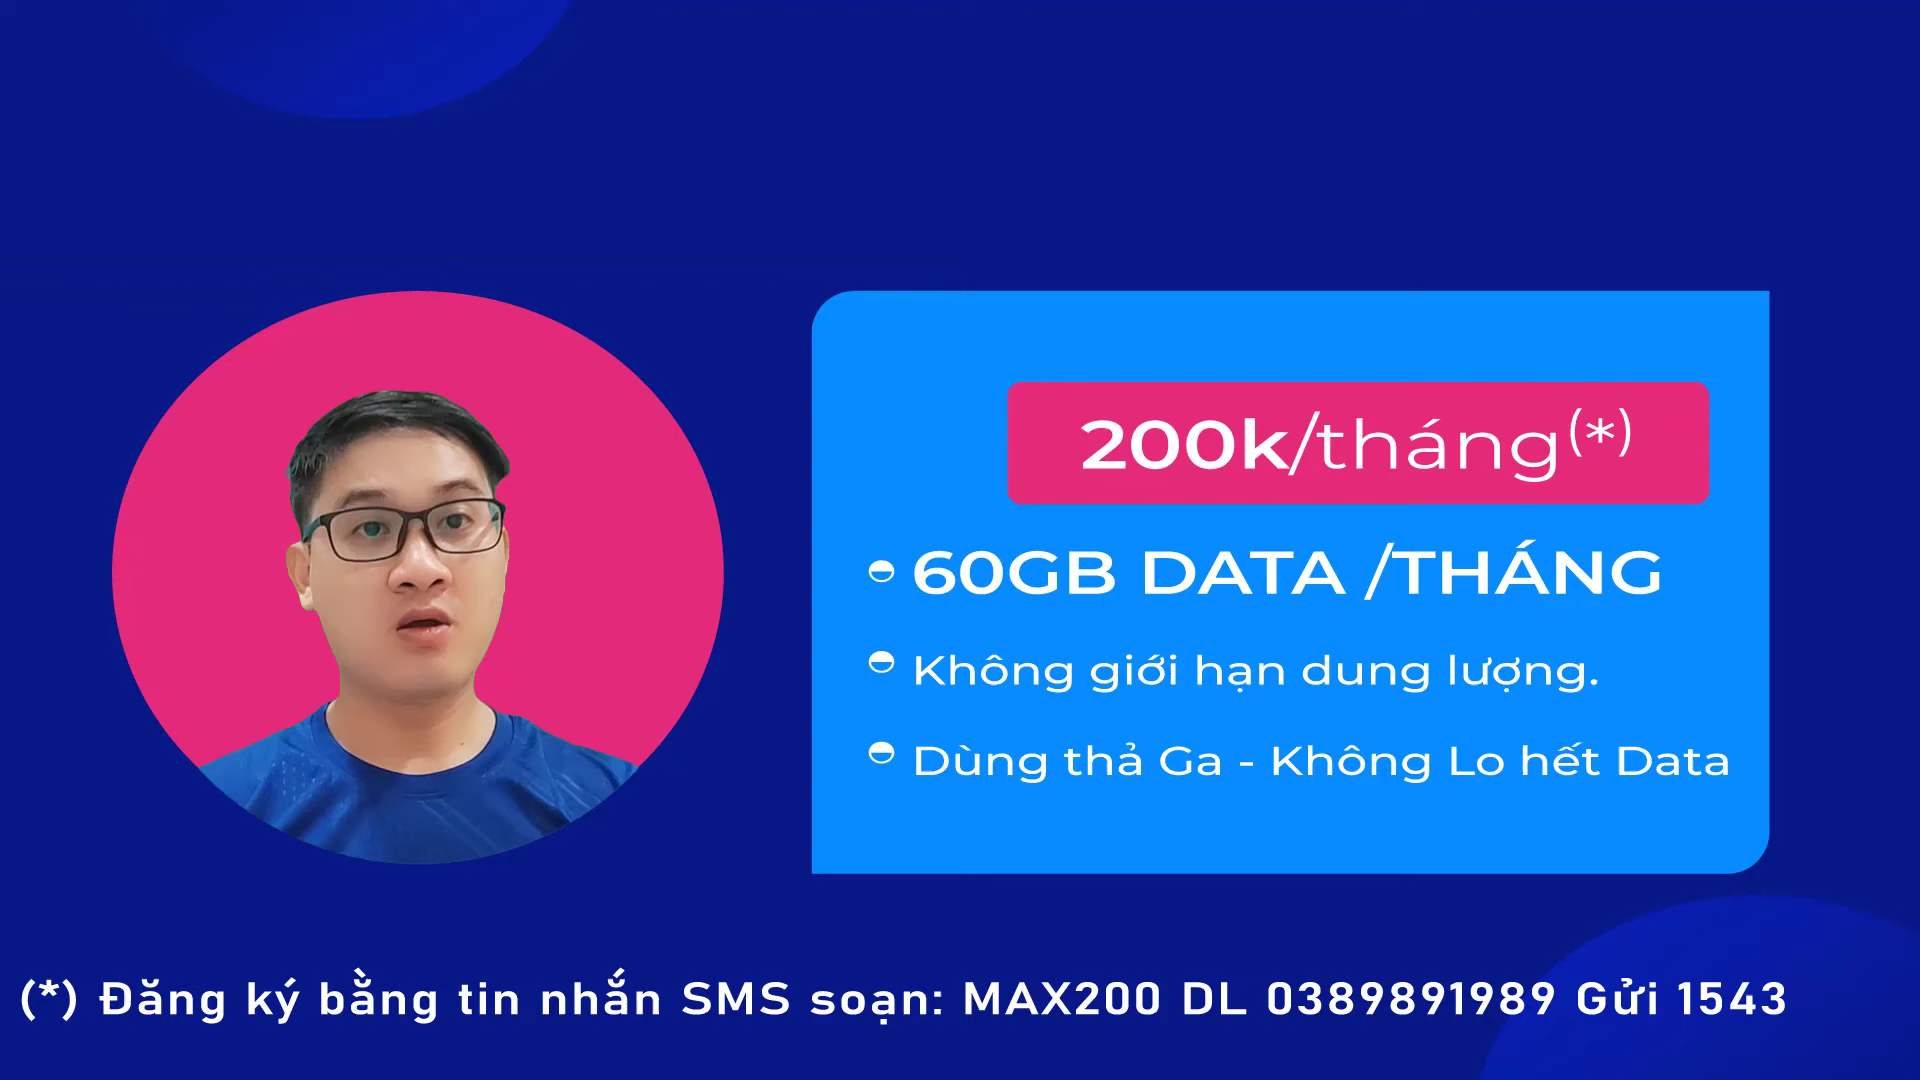 200k/tháng(*)
60GB DATA /THÁNG
Không giới hạn dung lượng.
Dùng thả Ga - Không Lo hết Data
(*) Đăng ký bằng tin nhắn SMS soạn: MAX200 DL 0389891989 Gửi 1543